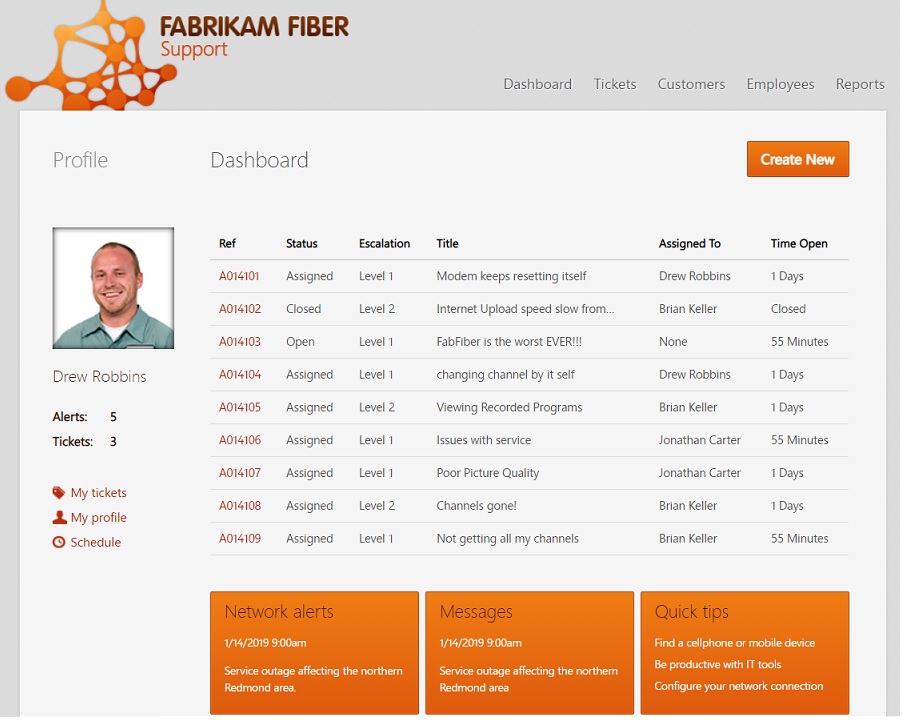 FABRIKAM FIBER
Support
Dashboard Tickets Customers Employees Reports
Profile
Dashboard
Create New
Drew Robbins
Alerts: 5
Tickets: 3
My tickets
My profile
Schedule
Ref Status Escalation Title Assigned To Time Open
A014101 Assigned Level 1 Modem keeps resetting itself Drew Robbins 1 Days
A014102 Closed Level 2 Internet Upload speed slow from... Brian Keller Closed
A014103 Open Level 1 FabFiber is the worst EVER!!! None 55 Minutes
A014104 Assigned Level 1 changing channel by it self Drew Robbins 1 Days
A014105 Assigned Level 2 Viewing Recorded Programs Brian Keller 1 Days
A014106 Assigned Level 1 Issues with service Jonathan Carter 55 Minutes
A014107 Assigned Level 1 Poor Picture Quality Jonathan Carter 1 Days
A014108 Assigned Level 2 Channels gone! Brian Keller 1 Days
A014109 Assigned Level 1 Not getting all my channels Brian Keller 55 Minutes
Network alerts
1/14/2019 9:00am
Service outage affecting the northern
Redmond area.
Messages
1/14/2019 9:00am
Service outage affecting the northern
Redmond area
Quick tips
Find a cellphone or mobile device
Be productive with IT tools
Configure your network connection